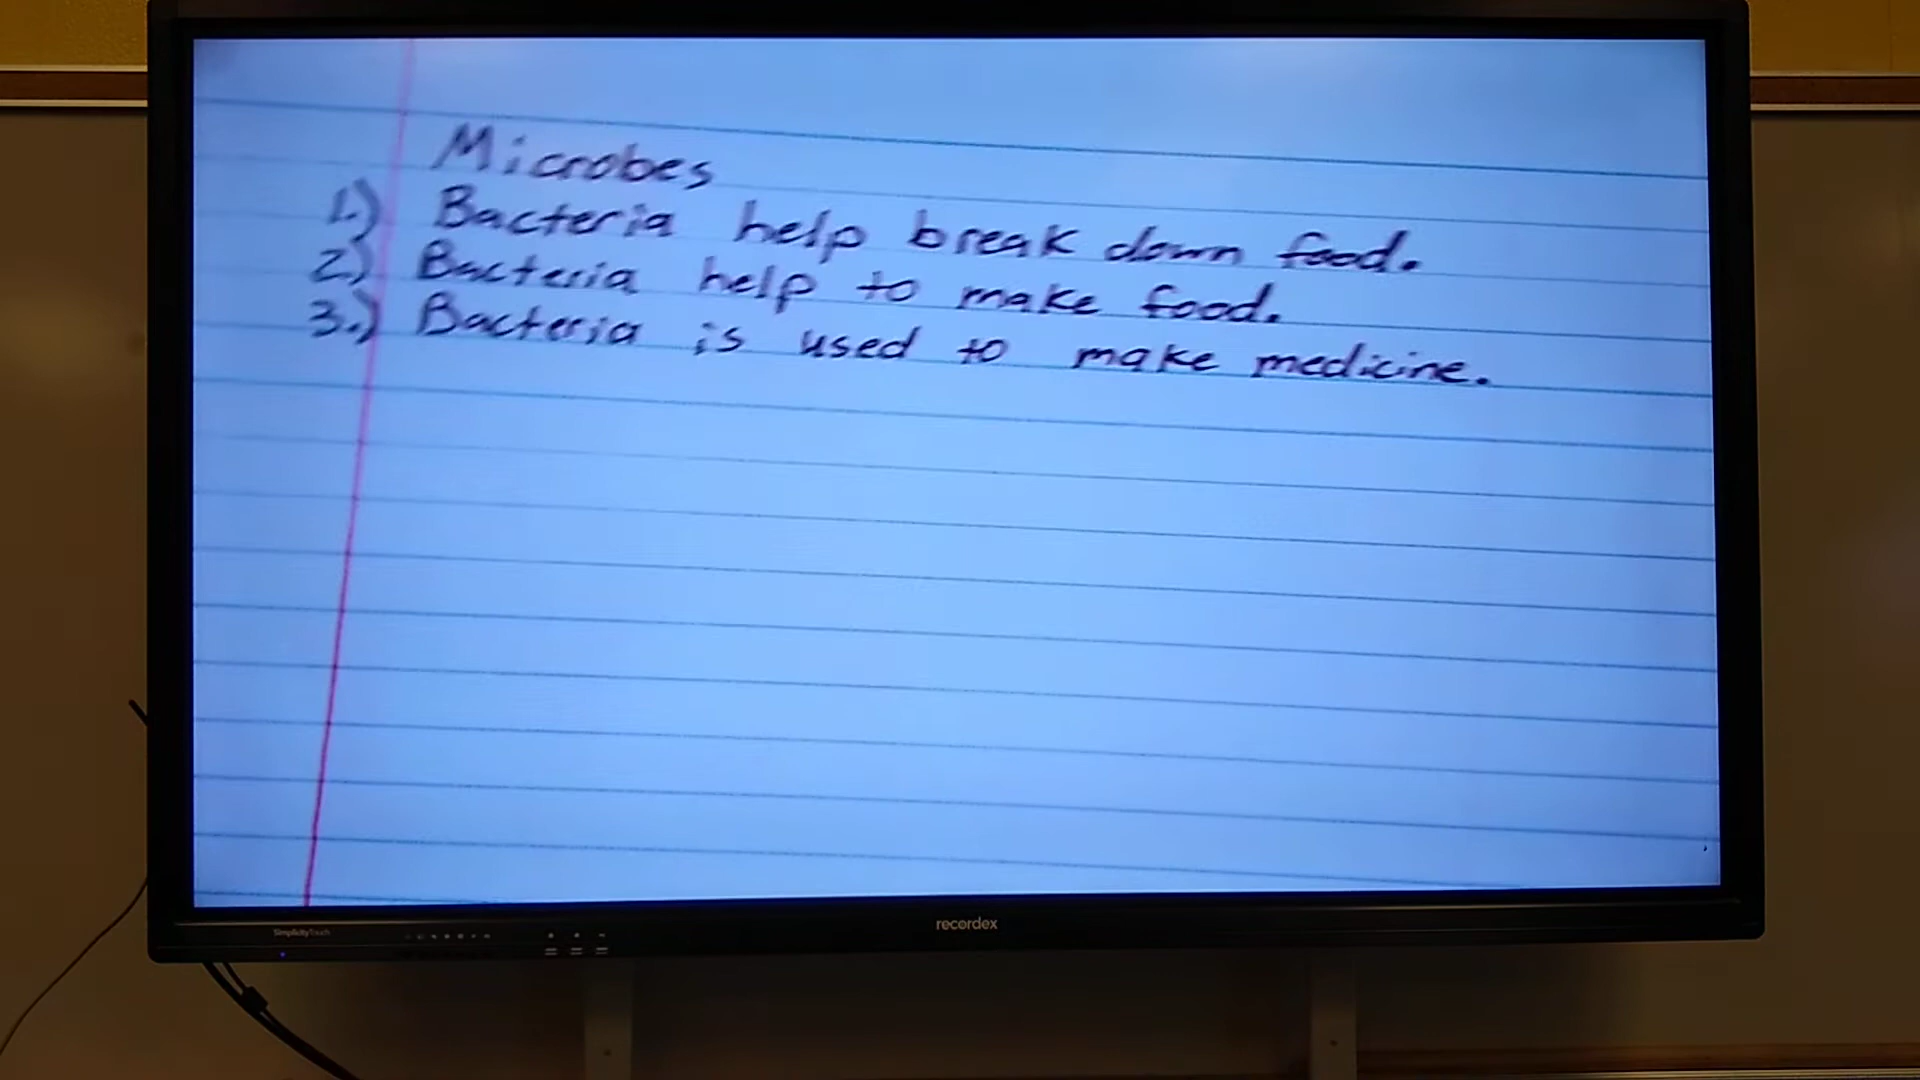 Microbes
1.) Bacteria help break down food.
2.) Bacteria help to make food.
3.) Bacteria is used to make medicine.
SimplicityTouch
recordex